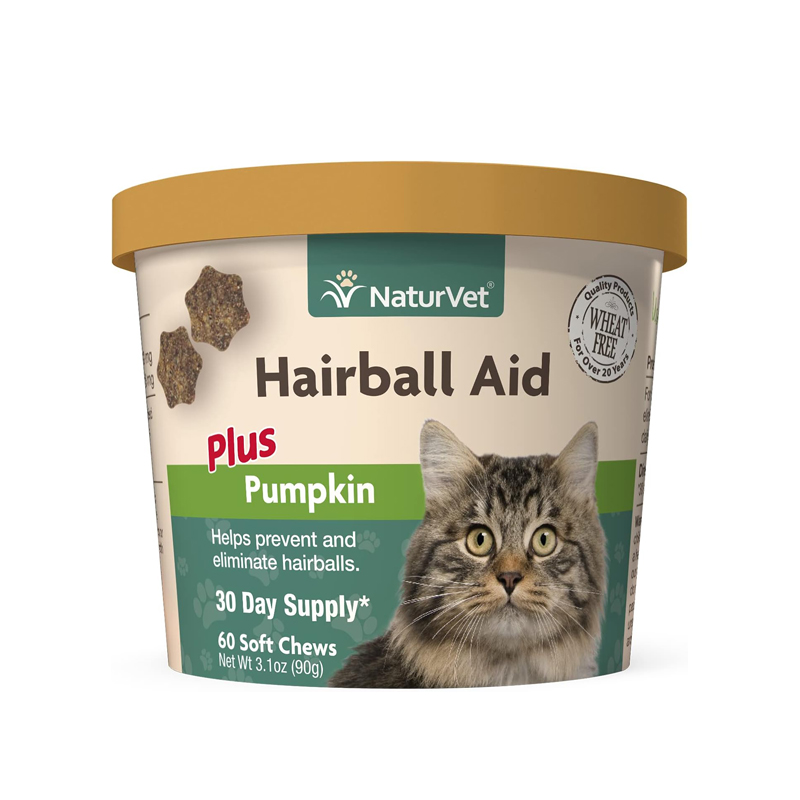 NaturVet®
Hairball Aid
Plus
Pumpkin
Helps prevent and
eliminate hairballs.
30 Day Supply*
60 Soft Chews
Net Wt 3.1oz (90g)
Quality Products
WHEAT
FREE
For Over 20 Years